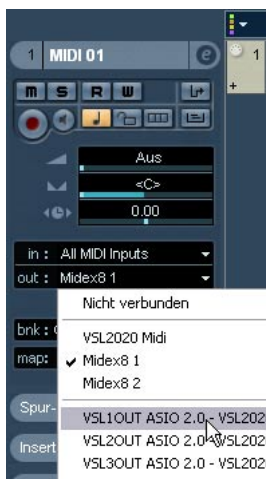 1 MIDI 01 e
1
m S R W
+
Aus
<C>
0.00
in : All MIDI Inputs
out : Midex8 1
Nicht verbunden
bnk :
VSL2020 Midi
map:
✓ Midex8 1
Midex8 2
Spur-
VSL1OUT ASIO 2.0 - VSL202
Insert
VSL2OUT ASIO 2.0 - VSL202
VSL3OUT ASIO 2.0 - VSL202